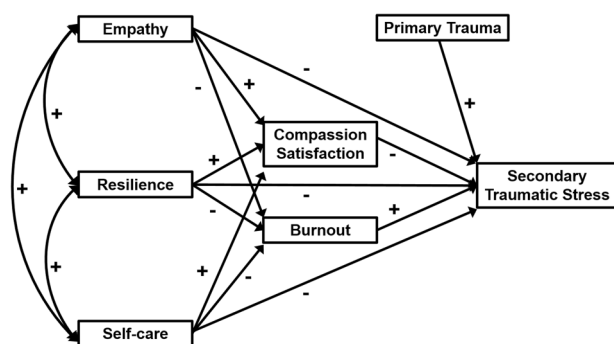 Empathy
Primary Trauma
-
+
-
+
+
Compassion
Satisfaction
+
-
Secondary
Traumatic Stress
Resilience
-
+
+
-
Burnout
+
+
-
-
Self-care